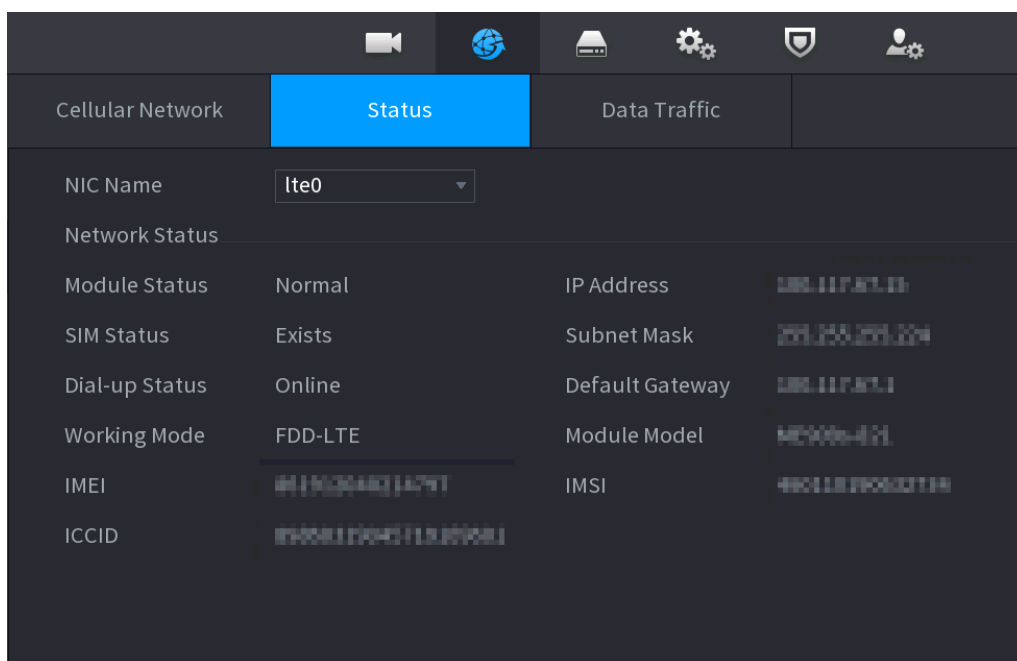 Cellular Network Status Data Traffic
NIC Name lte0
Network Status
Module Status Normal IP Address
SIM Status Exists Subnet Mask
Dial-up Status Online Default Gateway
Working Mode FDD-LTE Module Model
IMEI IMSI
ICCID